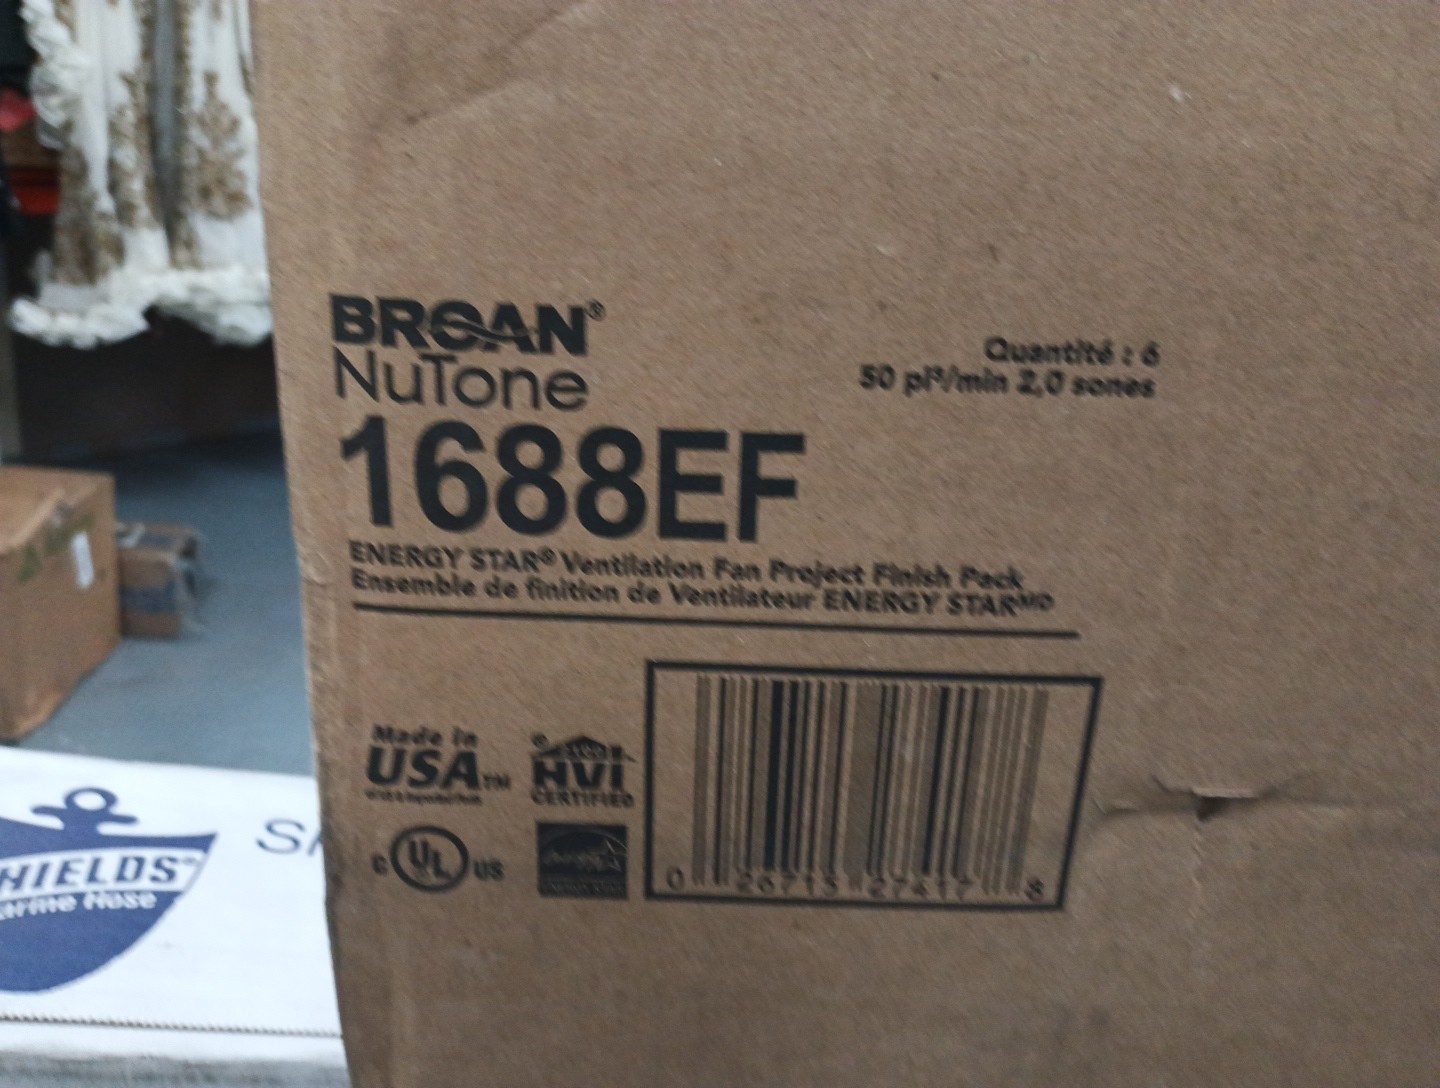 BROAN®
NuTone
1688EF
Quantité : 6
50 pi³/min 2,0 sones
ENERGY STAR® Ventilation Fan Project Finish Pack
Ensemble de finition de Ventilateur ENERGY STARᴹᴰ
Made in
USA™
HVI
CERTIFIED
C UL US
0 26715 27417 8
HIELDS
arine Hose